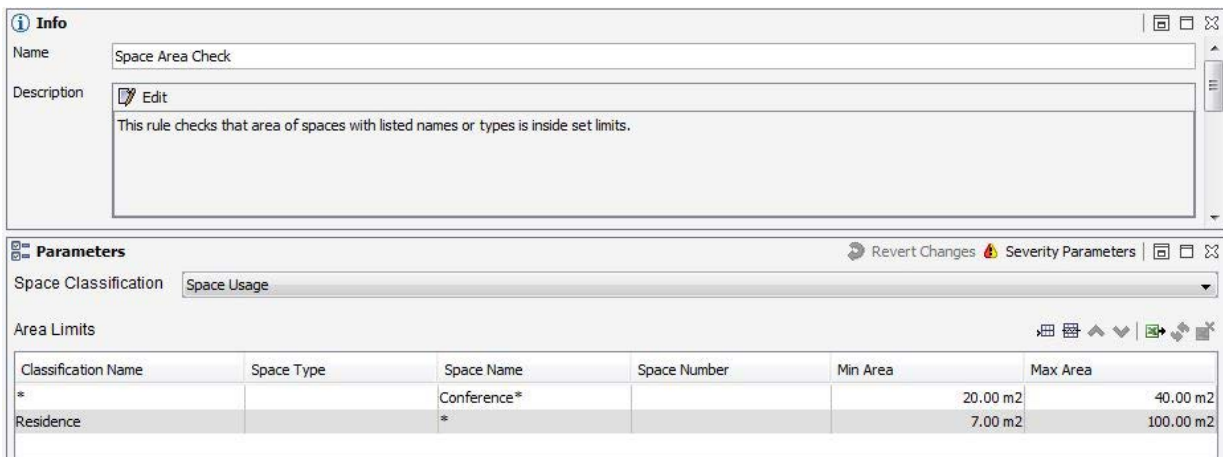 Info
Name Space Area Check
Description Edit
This rule checks that area of spaces with listed names or types is inside set limits.
Parameters Revert Changes Severity Parameters
Space Classification Space Usage
Area Limits
Classification Name Space Type Space Name Space Number Min Area Max Area
* Conference* 20.00 m2 40.00 m2
Residence * 7.00 m2 100.00 m2